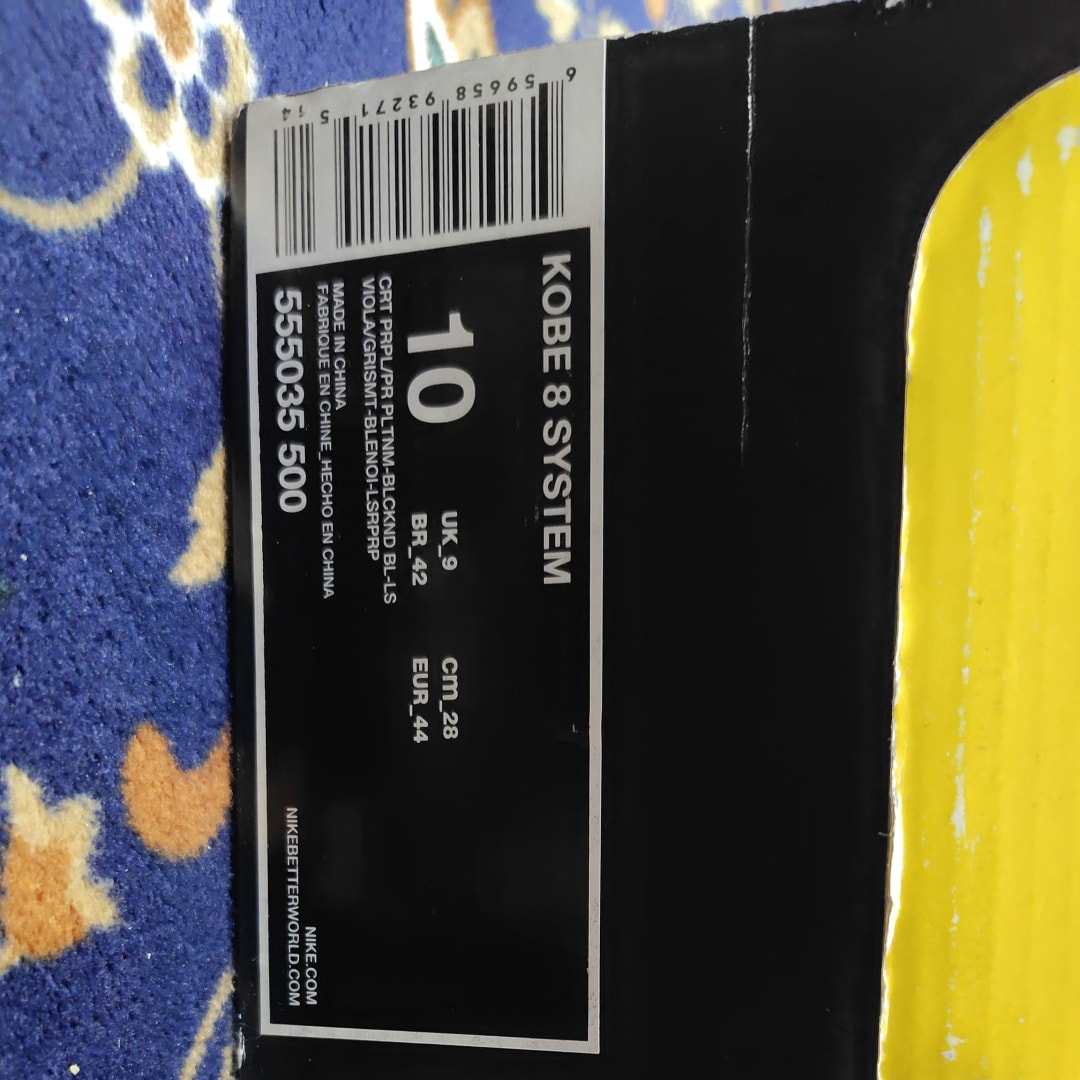 6 59658 93271 5 14
KOBE 8 SYSTEM
10
UK_9 cm_28
BR_42 EUR_44
CRT PRPL/PR PLTNM-BLCKND BL-LS
VIOLA/GRISMT-BLENOI-LSRPRP
MADE IN CHINA
FABRIQUE EN CHINE_HECHO EN CHINA
555035 500
NIKE.COM
NIKEBETTERWORLD.COM